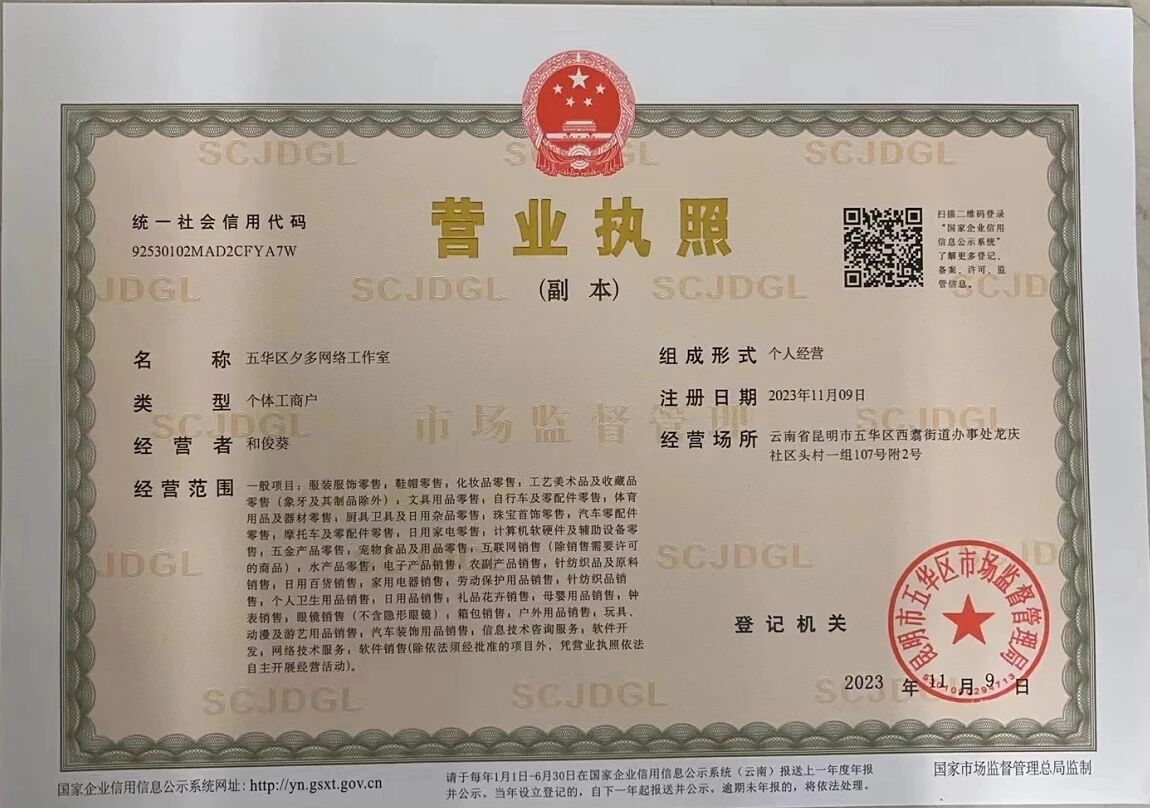 统一社会信用代码
92530102MAD2CFYA7W
营业执照
(副 本)
扫描二维码登录
“国家企业信用
信息公示系统”
了解更多登记、
备案、许可、监
管信息。
名 称 五华区夕多网络工作室
类 型 个体工商户
经 营 者 和俊葵
经营范围 一般项目：服装服饰零售；鞋帽零售；化妆品零售；工艺美术品及收藏品
零售（象牙及其制品除外）；文具用品零售；自行车及零配件零售；体育
用品及器材零售；厨具卫具及日用杂品零售；珠宝首饰零售；汽车零配件
零售；摩托车及零配件零售；日用家电零售；计算机软硬件及辅助设备零
售；五金产品零售；宠物食品及用品零售；互联网销售（除销售需要许可
的商品）；水产品零售；电子产品销售；农副产品销售；针纺织品及原料
销售；日用百货销售；家用电器销售；劳动保护用品销售；针纺织品销
售；个人卫生用品销售；日用品销售；礼品花卉销售；母婴用品销售；钟
表销售；眼镜销售（不含隐形眼镜）；箱包销售；户外用品销售；玩具、
动漫及游艺用品销售；汽车装饰用品销售；信息技术咨询服务；软件开
发；网络技术服务；软件销售(除依法须经批准的项目外，凭营业执照依法
自主开展经营活动)。
组成形式 个人经营
注册日期 2023年11月09日
经营场所 云南省昆明市五华区西翥街道办事处龙庆
社区头村一组107号附2号
登记机关
昆明市五华区市场监督管理局
2023 年 11 月 9 日
SCJDGL
市场监督管理
国家企业信用信息公示系统网址：http://yn.gsxt.gov.cn
请于每年1月1日-6月30日在国家企业信用信息公示系统（云南）报送上一年度年报
并公示。当年设立登记的，自下一年起报送并公示。逾期未年报的，将依法处理。
国家市场监督管理总局监制